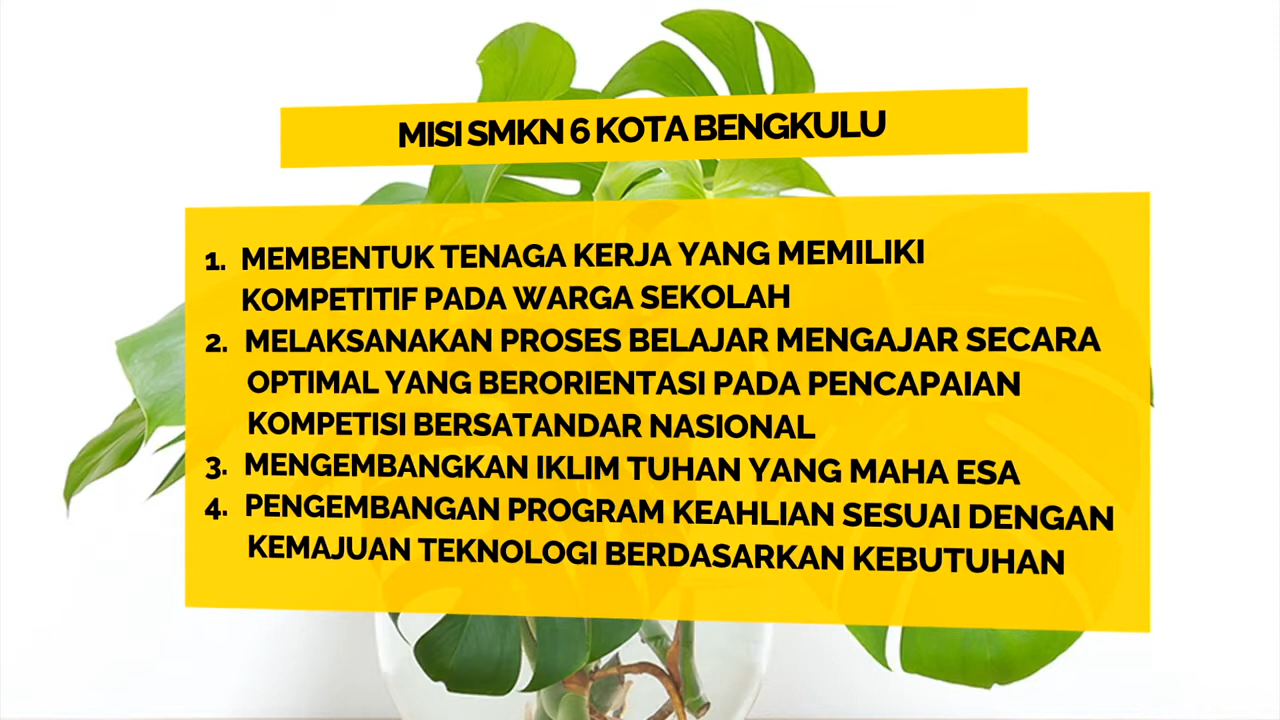 MISI SMKN 6 KOTA BENGKULU
1. MEMBENTUK TENAGA KERJA YANG MEMILIKI
KOMPETITIF PADA WARGA SEKOLAH
2. MELAKSANAKAN PROSES BELAJAR MENGAJAR SECARA
OPTIMAL YANG BERORIENTASI PADA PENCAPAIAN
KOMPETISI BERSATANDAR NASIONAL
3. MENGEMBANGKAN IKLIM TUHAN YANG MAHA ESA
4. PENGEMBANGAN PROGRAM KEAHLIAN SESUAI DENGAN
KEMAJUAN TEKNOLOGI BERDASARKAN KEBUTUHAN